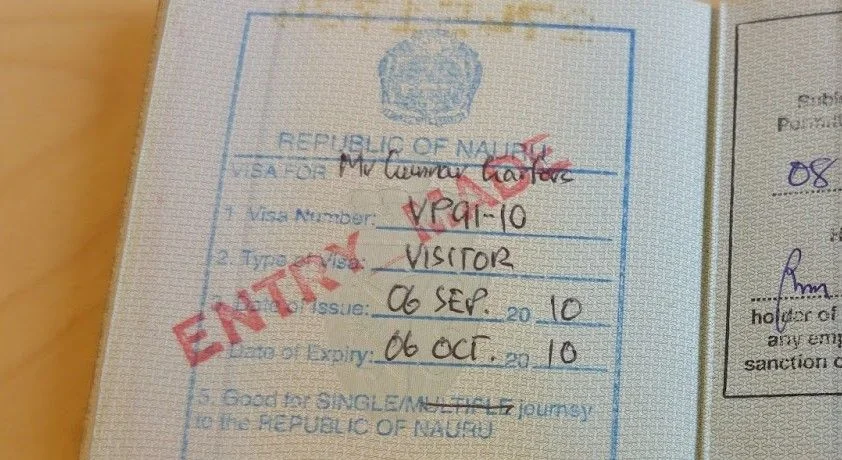 REPUBLIC OF NAURU
VISA FOR Mr Gunnar Garfors
1. Visa Number: VP91-10
2. Type of Visa: VISITOR
3. Date of Issue: 06 SEP. 20 10
Date of Expiry: 06 OCT. 20 10
5. Good for SINGLE/MULTIPLE journey
to the REPUBLIC OF NAURU
ENTRY MADE
08
holder of
any emp
sanction